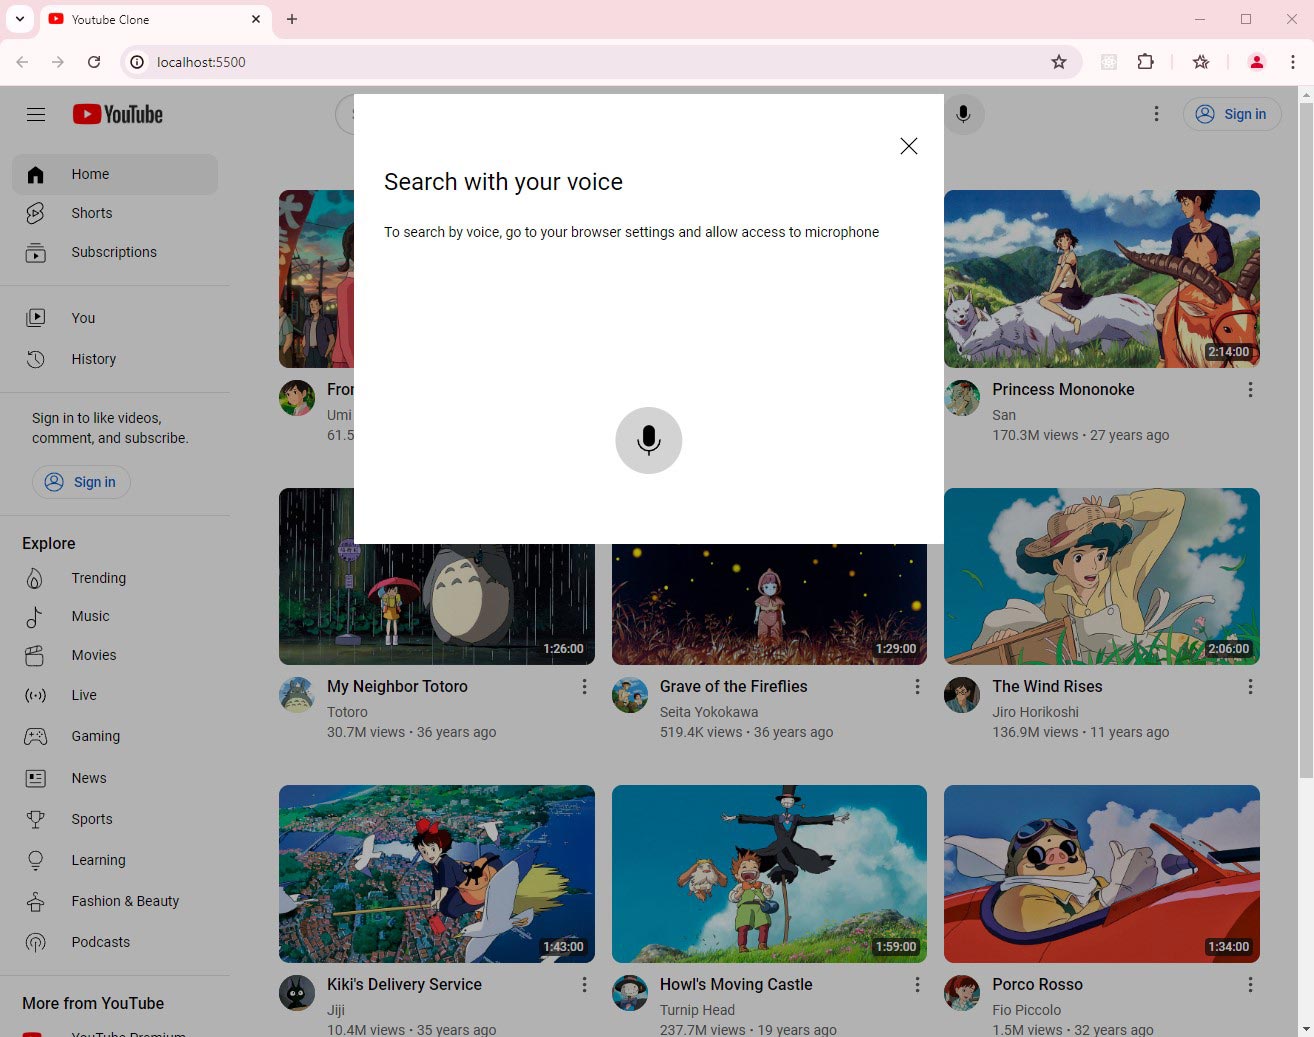 Youtube Clone
localhost:5500
YouTube
Sign in
Home
Shorts
Subscriptions
You
History
Sign in to like videos,
comment, and subscribe.
Sign in
Explore
Trending
Music
Movies
Live
Gaming
News
Sports
Learning
Fashion & Beauty
Podcasts
More from YouTube
YouTube Premium
Search with your voice
To search by voice, go to your browser settings and allow access to microphone
Umi
61.5
2:14:00
Princess Mononoke
San
170.3M views • 27 years ago
1:26:00
My Neighbor Totoro
Totoro
30.7M views • 36 years ago
1:29:00
Grave of the Fireflies
Seita Yokokawa
519.4K views • 36 years ago
2:06:00
The Wind Rises
Jiro Horikoshi
136.9M views • 11 years ago
1:43:00
Kiki's Delivery Service
Jiji
10.4M views • 35 years ago
1:59:00
Howl's Moving Castle
Turnip Head
237.7M views • 19 years ago
1:34:00
Porco Rosso
Fio Piccolo
1.5M views • 32 years ago